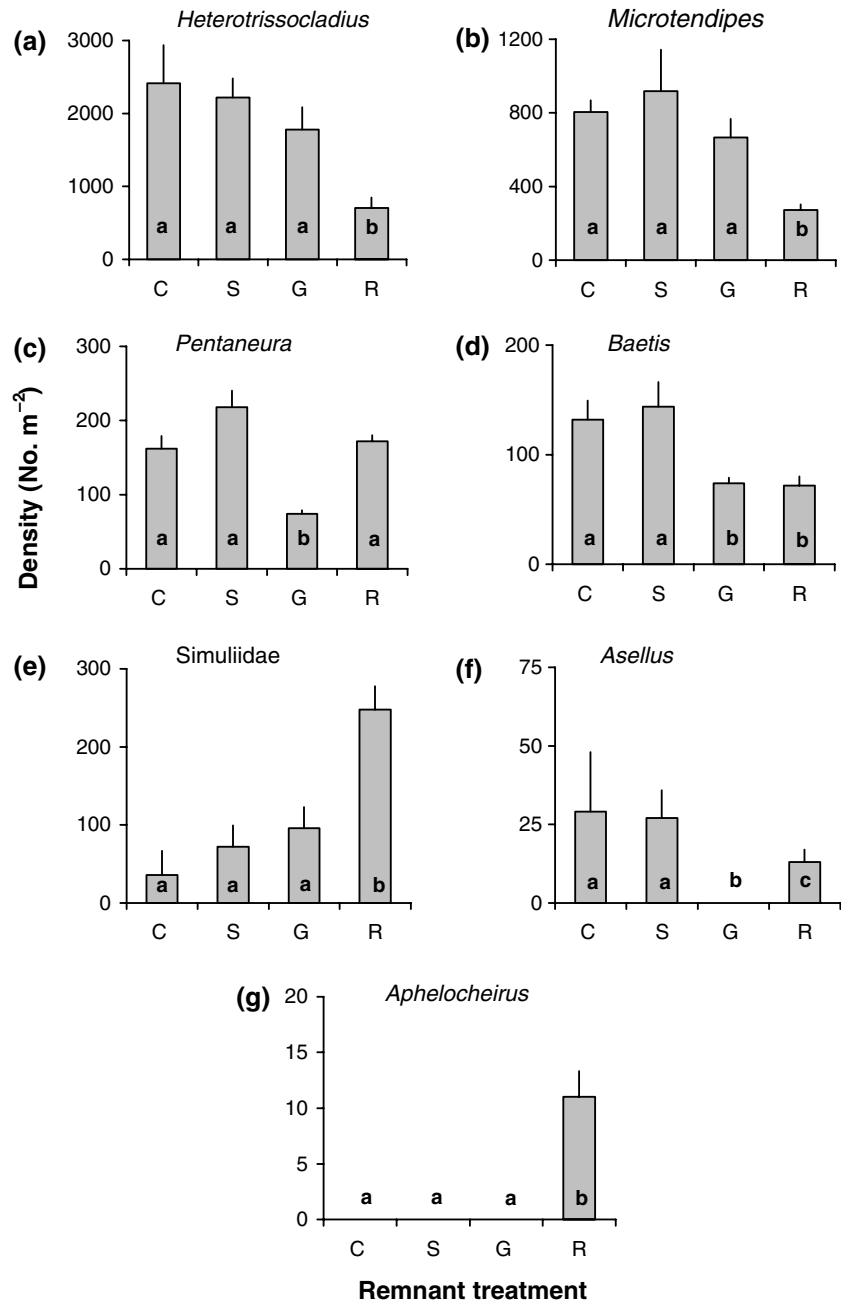 (a) Heterotrissocladius
3000
2000
1000
0
a a a b
C S G R
(b) Microtendipes
1200
800
400
0
a a a b
C S G R
(c) Pentaneura
300
200
100
0
a a b a
C S G R
(d) Baetis
200
100
0
a a b b
C S G R
(e) Simuliidae
300
200
100
0
a a a b
C S G R
(f) Asellus
75
50
25
0
a a b c
C S G R
(g) Aphelocheirus
20
15
10
5
0
a a a b
C S G R
Density (No. m⁻²)
Remnant treatment